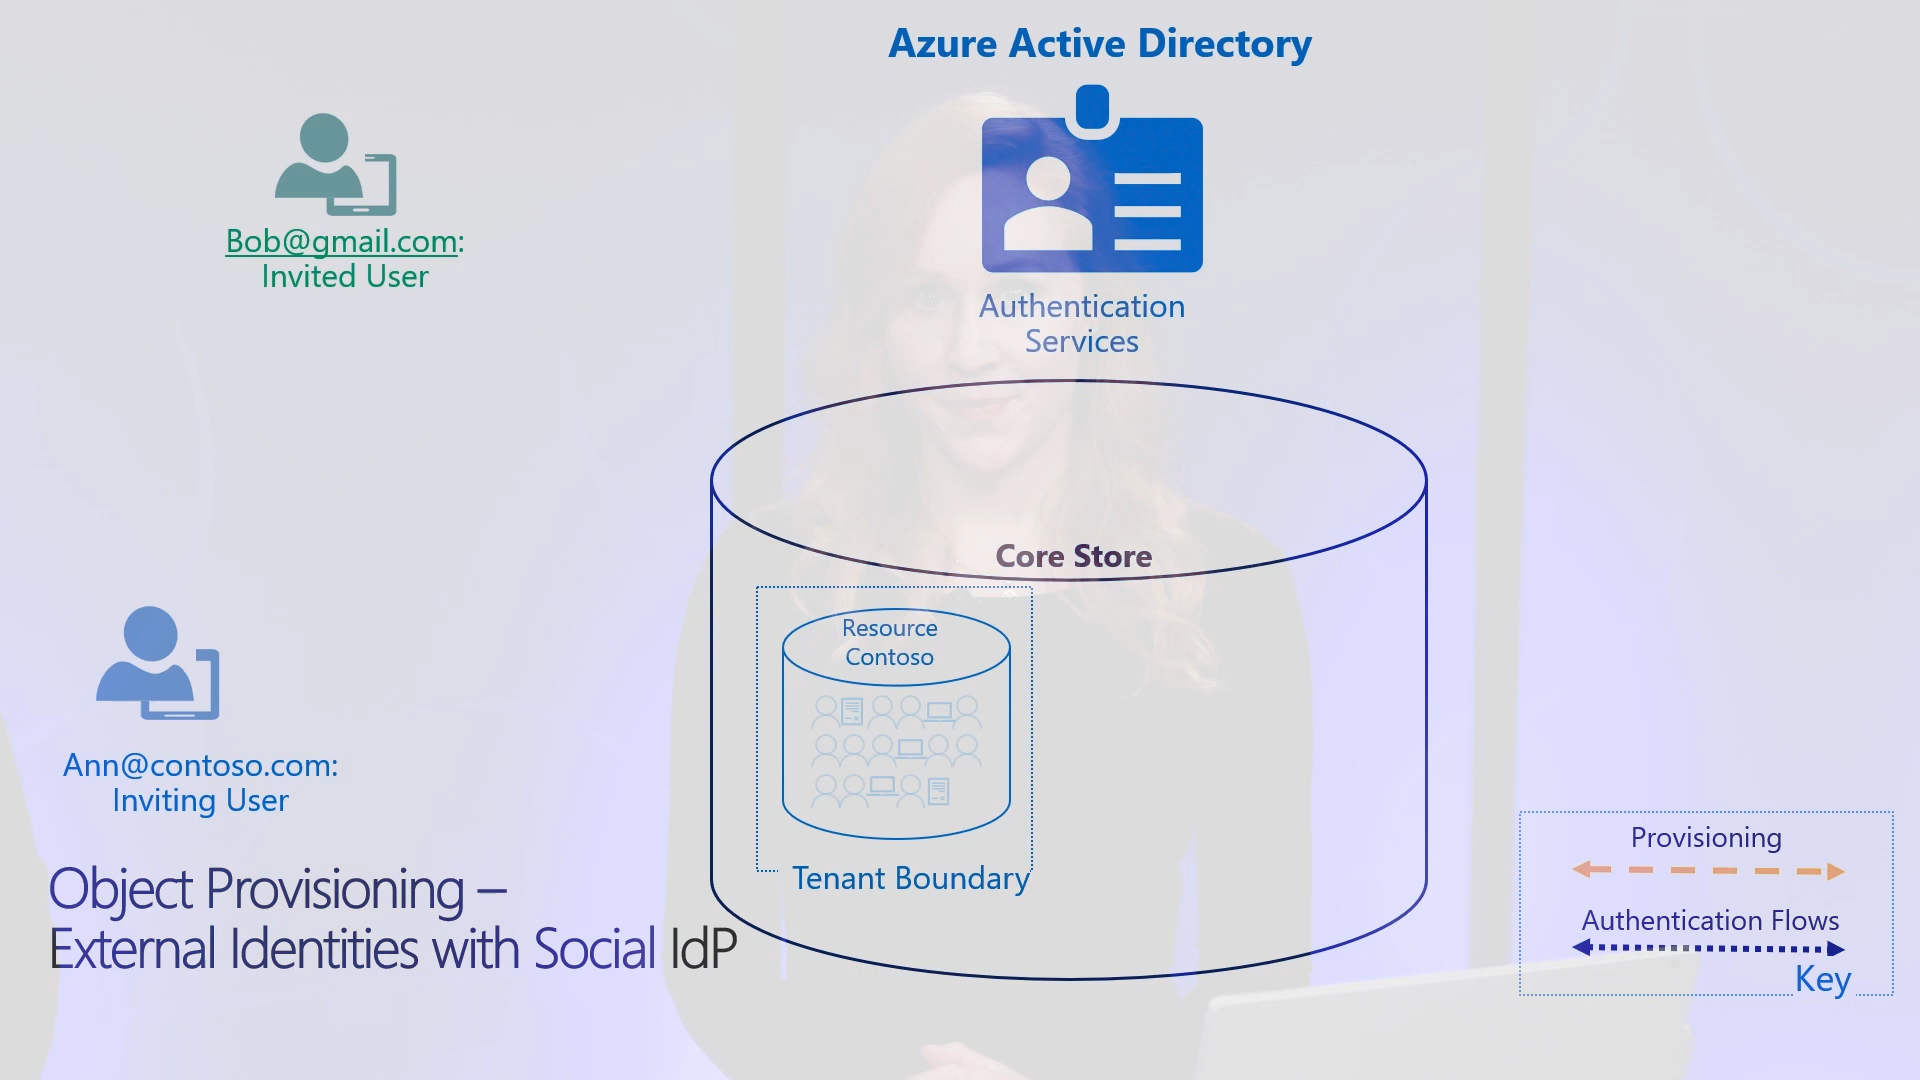 Azure Active Directory
Bob@gmail.com:
Invited User
Authentication
Services
Core Store
Resource
Contoso
Ann@contoso.com:
Inviting User
Tenant Boundary
Object Provisioning –
External Identities with Social IdP
Provisioning
Authentication Flows
Key